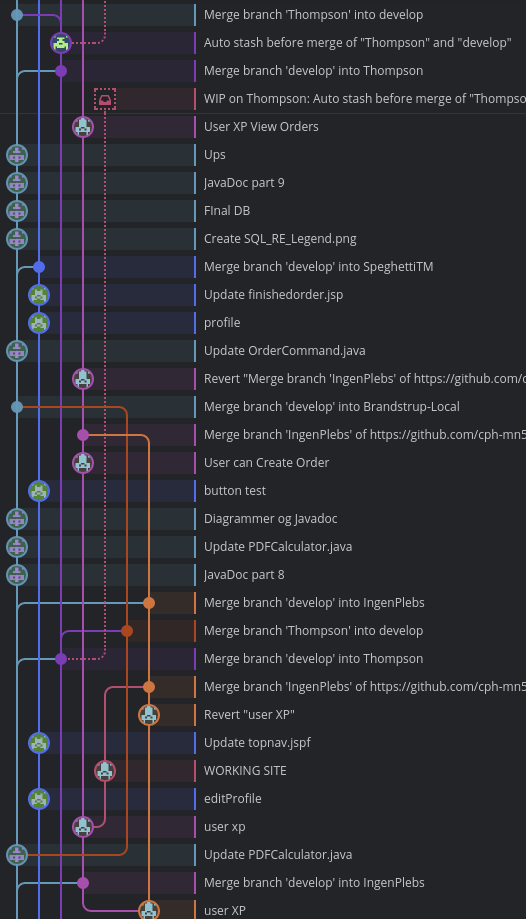 Merge branch 'Thompson' into develop
Auto stash before merge of "Thompson" and "develop"
Merge branch 'develop' into Thompson
WIP on Thompson: Auto stash before merge of "Thompso
User XP View Orders
Ups
JavaDoc part 9
FInal DB
Create SQL_RE_Legend.png
Merge branch 'develop' into SpeghettiTM
Update finishedorder.jsp
profile
Update OrderCommand.java
Revert "Merge branch 'IngenPlebs' of https://github.com/c
Merge branch 'develop' into Brandstrup-Local
Merge branch 'IngenPlebs' of https://github.com/cph-mn5
User can Create Order
button test
Diagrammer og Javadoc
Update PDFCalculator.java
JavaDoc part 8
Merge branch 'develop' into IngenPlebs
Merge branch 'Thompson' into develop
Merge branch 'develop' into Thompson
Merge branch 'IngenPlebs' of https://github.com/cph-mn5
Revert "user XP"
Update topnav.jspf
WORKING SITE
editProfile
user xp
Update PDFCalculator.java
Merge branch 'develop' into IngenPlebs
user XP